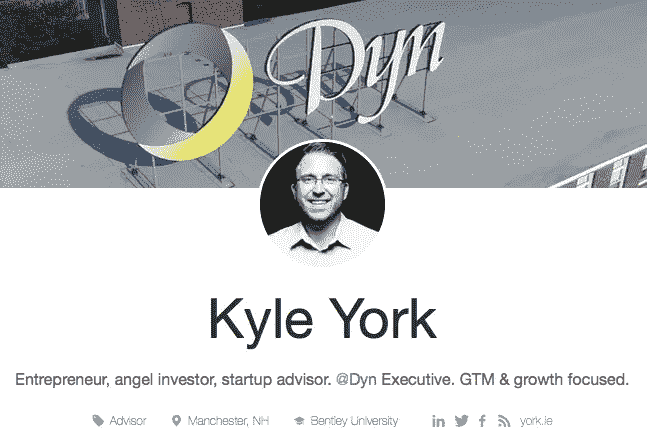 Dyn
Kyle York
Entrepreneur, angel investor, startup advisor. @Dyn Executive. GTM & growth focused.
Advisor Manchester, NH Bentley University in york.ie